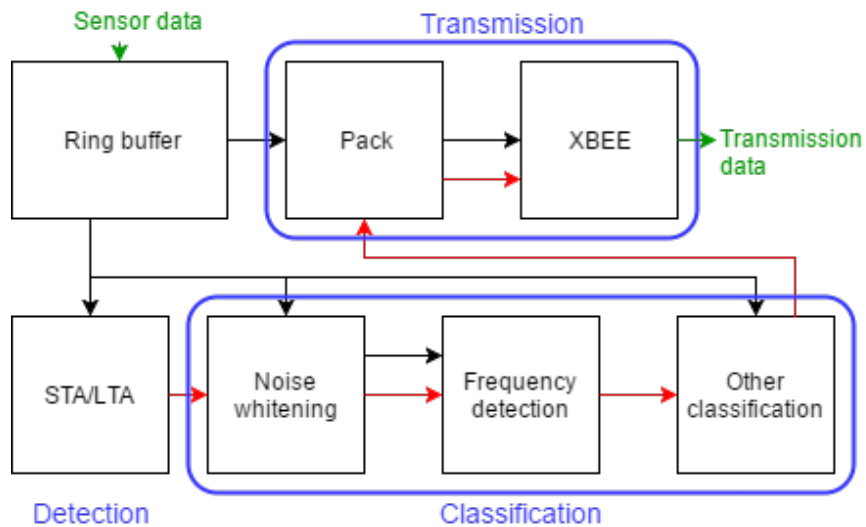 Sensor data
Transmission
Ring buffer
Pack
XBEE
Transmission
data
STA/LTA
Noise
whitening
Frequency
detection
Other
classification
Detection
Classification